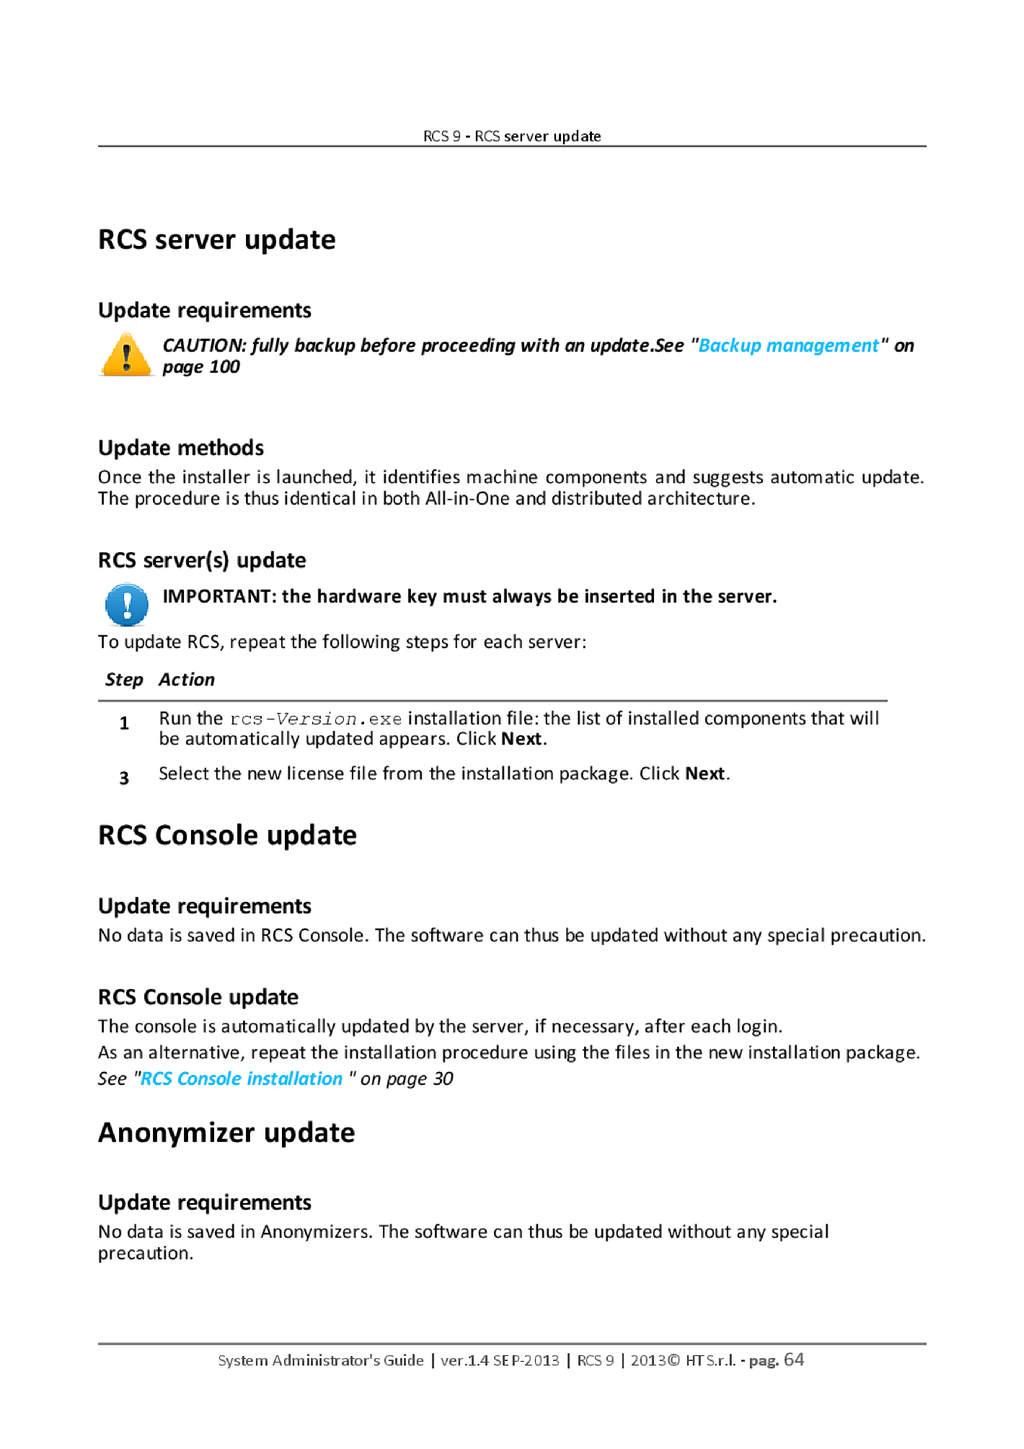 RCS 9 - RCS server update
RCS server update
Update requirements
CAUTION: fully backup before proceeding with an update.See "Backup management" on
page 100
Update methods
Once the installer is launched, it identifies machine components and suggests automatic update.
The procedure is thus identical in both All-in-One and distributed architecture.
RCS server(s) update
IMPORTANT: the hardware key must always be inserted in the server.
To update RCS, repeat the following steps for each server:
Step Action
1 Run the rcs-Version.exe installation file: the list of installed components that will
be automatically updated appears. Click Next.
3 Select the new license file from the installation package. Click Next.
RCS Console update
Update requirements
No data is saved in RCS Console. The software can thus be updated without any special precaution.
RCS Console update
The console is automatically updated by the server, if necessary, after each login.
As an alternative, repeat the installation procedure using the files in the new installation package.
See "RCS Console installation " on page 30
Anonymizer update
Update requirements
No data is saved in Anonymizers. The software can thus be updated without any special
precaution.
System Administrator's Guide | ver.1.4 SEP-2013 | RCS 9 | 2013© HT S.r.l. - pag. 64